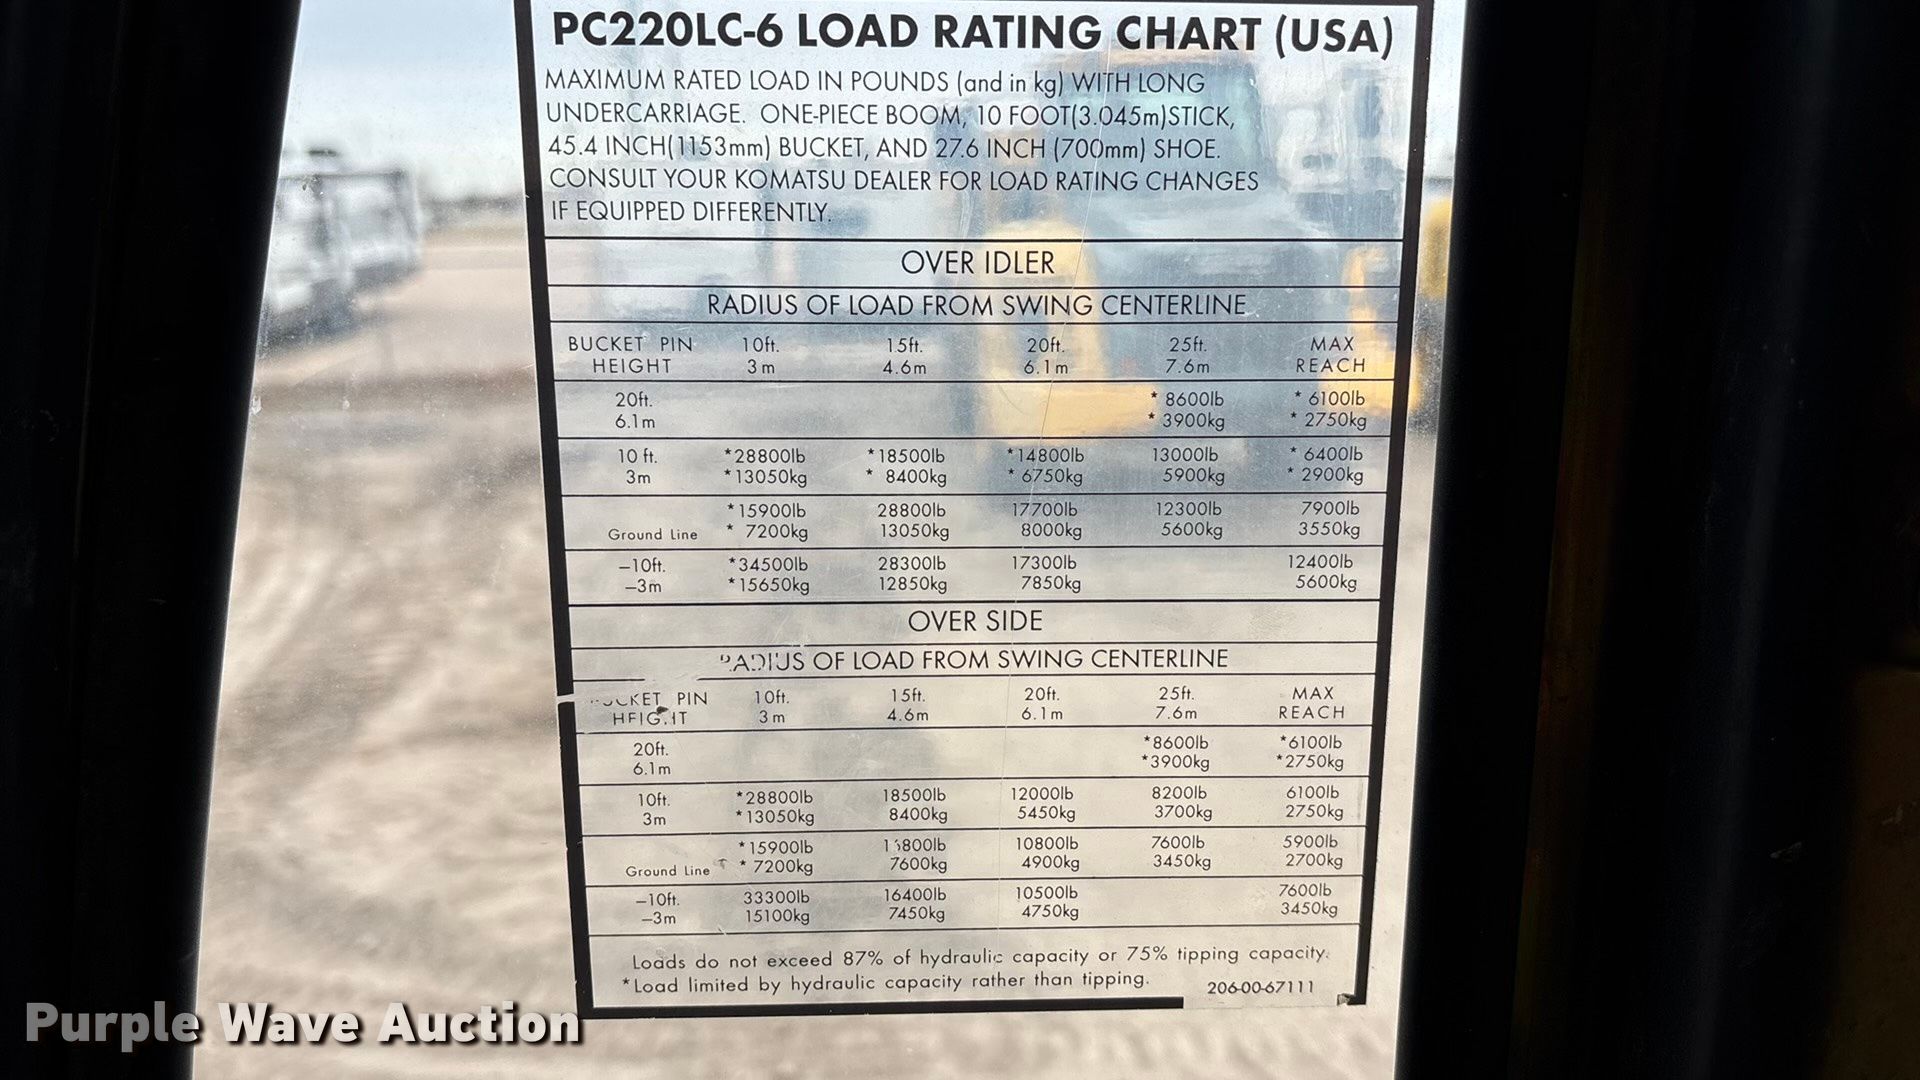 PC220LC-6 LOAD RATING CHART (USA)
MAXIMUM RATED LOAD IN POUNDS (and in kg) WITH LONG
UNDERCARRIAGE. ONE-PIECE BOOM, 10 FOOT(3.045m)STICK,
45.4 INCH(1153mm) BUCKET, AND 27.6 INCH (700mm) SHOE.
CONSULT YOUR KOMATSU DEALER FOR LOAD RATING CHANGES
IF EQUIPPED DIFFERENTLY.
OVER IDLER
RADIUS OF LOAD FROM SWING CENTERLINE
BUCKET PIN 10ft. 15ft. 20ft. 25ft. MAX
HEIGHT 3m 4.6m 6.1m 7.6m REACH
20ft. * 8600lb * 6100lb
6.1m * 3900kg * 2750kg
10 ft. *28800lb *18500lb *14800lb 13000lb * 6400lb
3m *13050kg * 8400kg * 6750kg 5900kg * 2900kg
*15900lb 28800lb 17700lb 12300lb 7900lb
Ground Line * 7200kg 13050kg 8000kg 5600kg 3550kg
–10ft. *34500lb 28300lb 17300lb 12400lb
–3m *15650kg 12850kg 7850kg 5600kg
OVER SIDE
RADIUS OF LOAD FROM SWING CENTERLINE
BUCKET PIN 10ft. 15ft. 20ft. 25ft. MAX
HEIGHT 3m 4.6m 6.1m 7.6m REACH
20ft. *8600lb *6100lb
6.1m *3900kg *2750kg
10ft. *28800lb 18500lb 12000lb 8200lb 6100lb
3m *13050kg 8400kg 5450kg 3700kg 2750kg
*15900lb 10800lb 7600lb 5900lb
Ground Line * 7200kg 7600kg 4900kg 3450kg 2700kg
–10ft. 33300lb 16400lb 10500lb 7600lb
–3m 15100kg 7450kg 4750kg 3450kg
Loads do not exceed 87% of hydraulic capacity or 75% tipping capacity.
*Load limited by hydraulic capacity rather than tipping.
206-00-67111
Purple Wave Auction